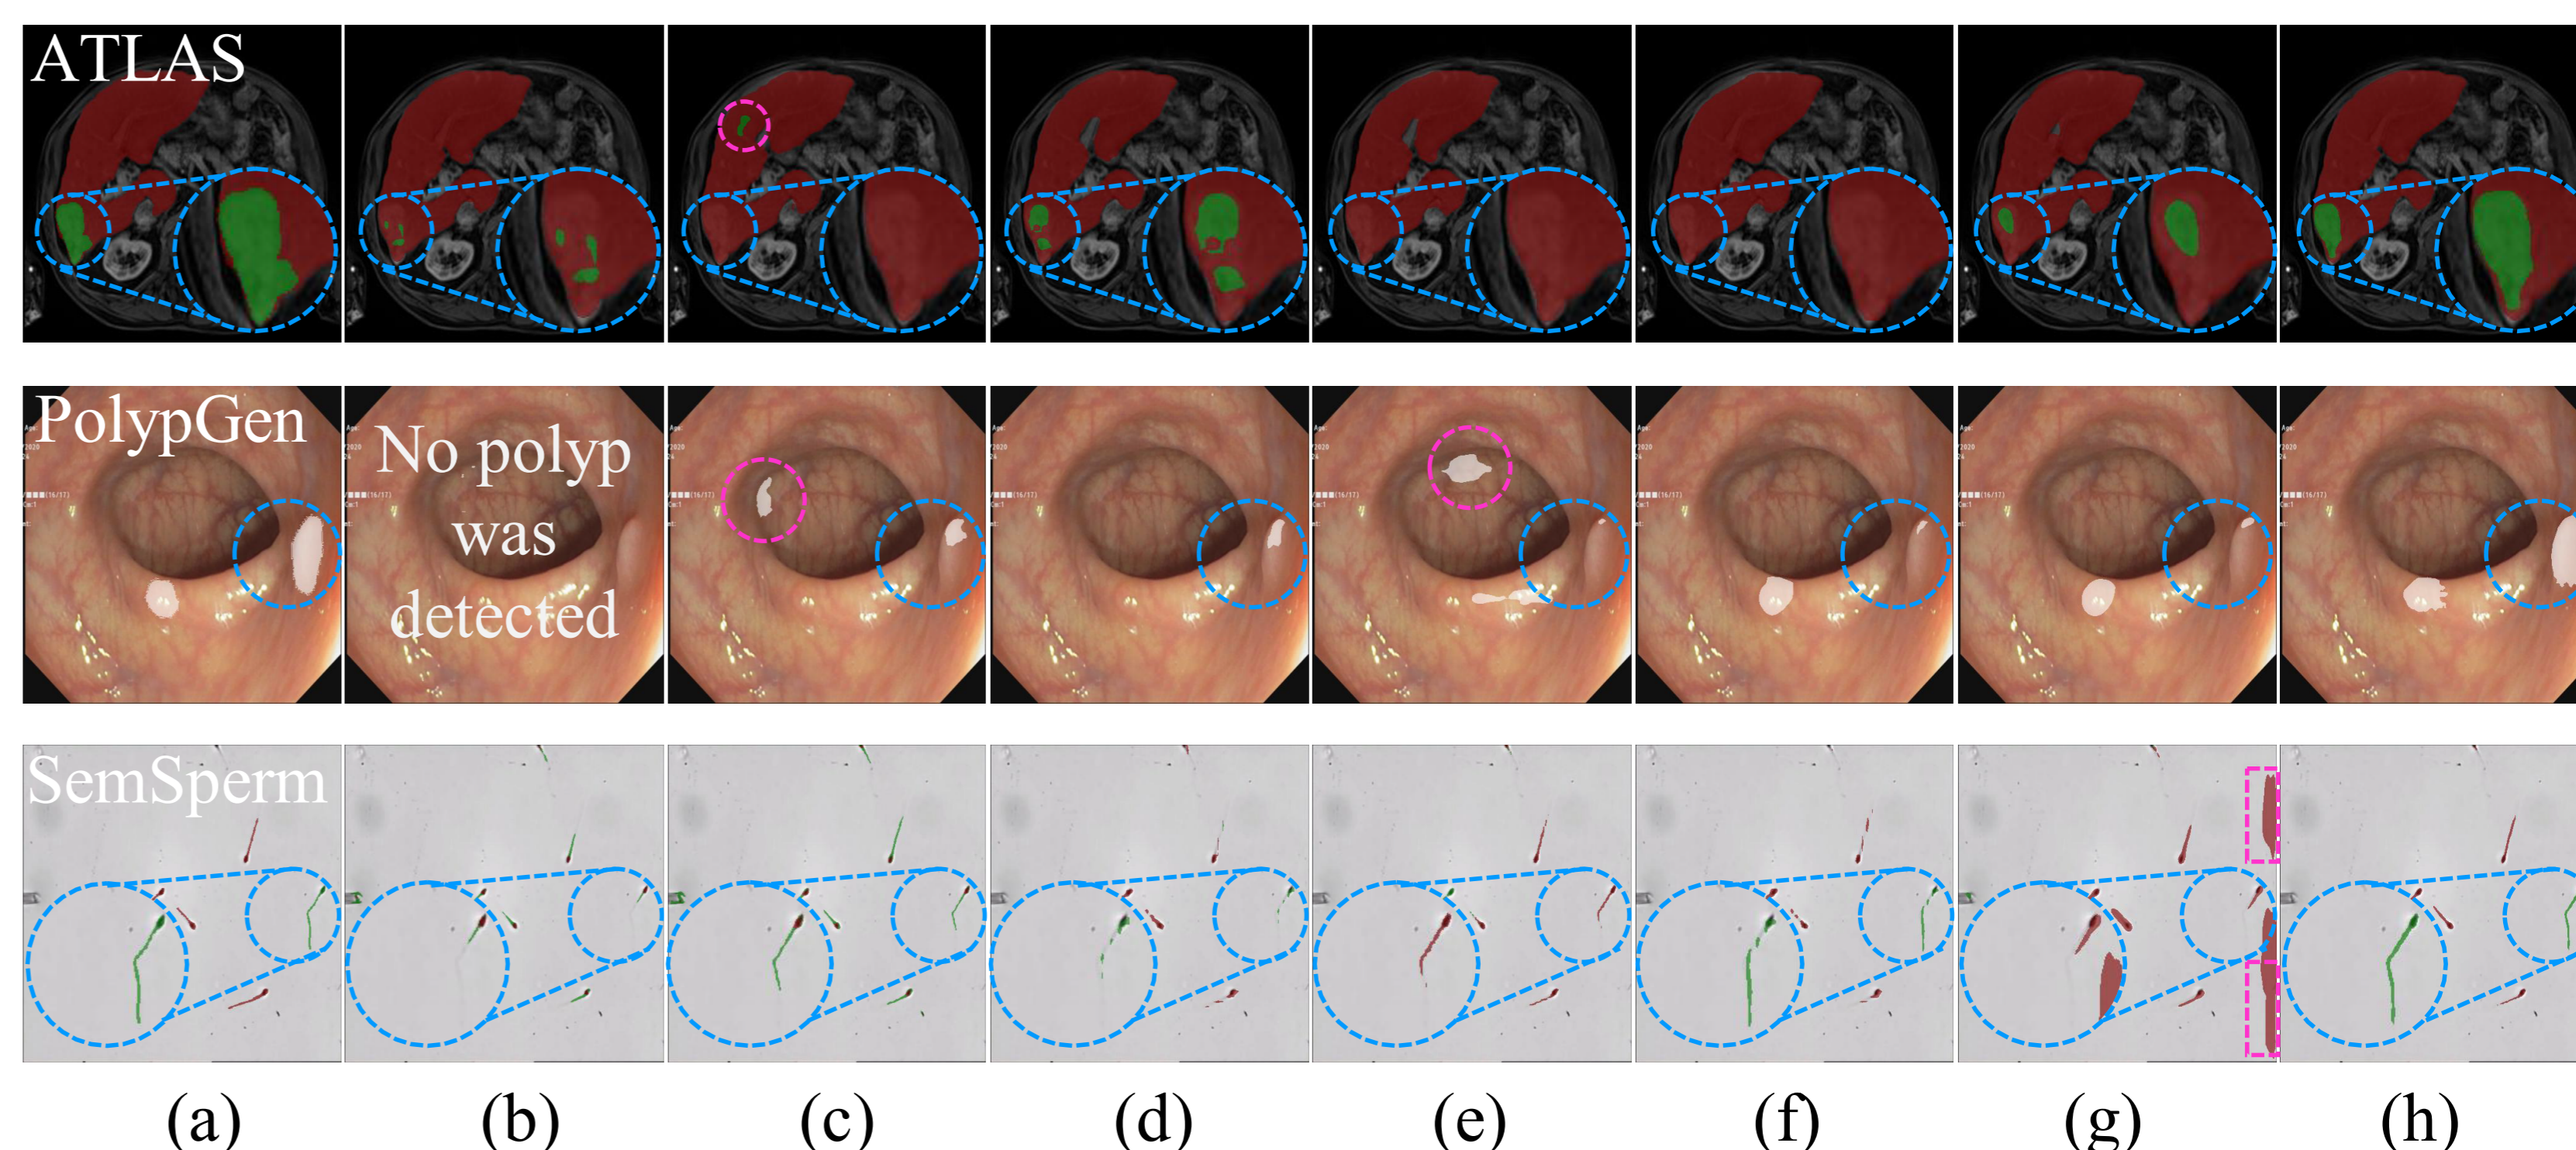 ATLAS
PolypGen
No polyp
was
detected
SemSperm
(a) (b) (c) (d) (e) (f) (g) (h)